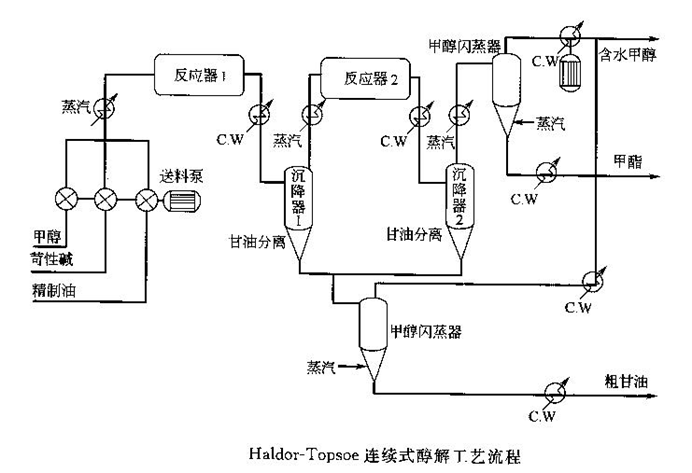 甲醇闪蒸器
C.W
含水甲醇
反应器1
反应器2
蒸汽
C.W
蒸汽
C.W
蒸汽
蒸汽
送料泵
沉降器1
沉降器2
C.W
甲酯
甲醇
甘油分离
甘油分离
苛性碱
精制油
C.W
甲醇闪蒸器
蒸汽
粗甘油
C.W
Haldor-Topsoe 连续式醇解工艺流程